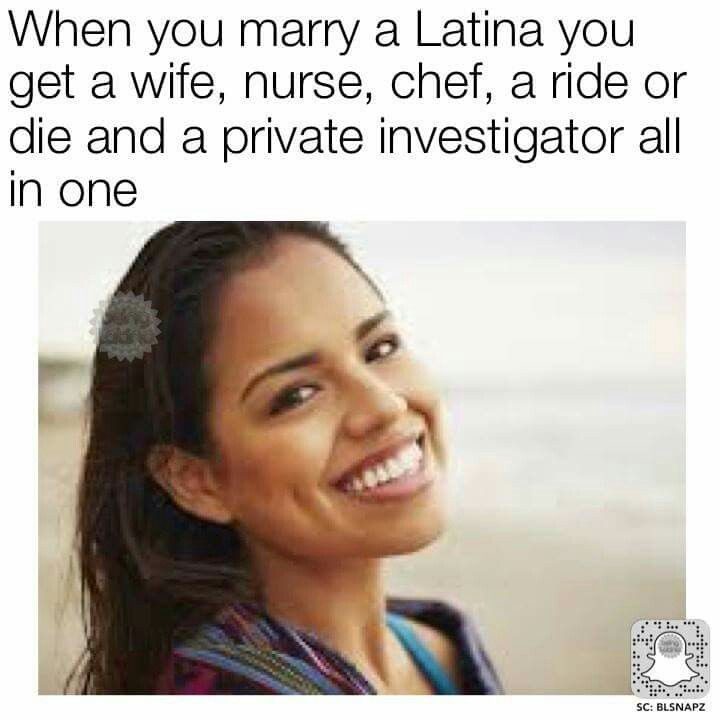 When you marry a Latina you
get a wife, nurse, chef, a ride or
die and a private investigator all
in one
SC: BLSNAPZ